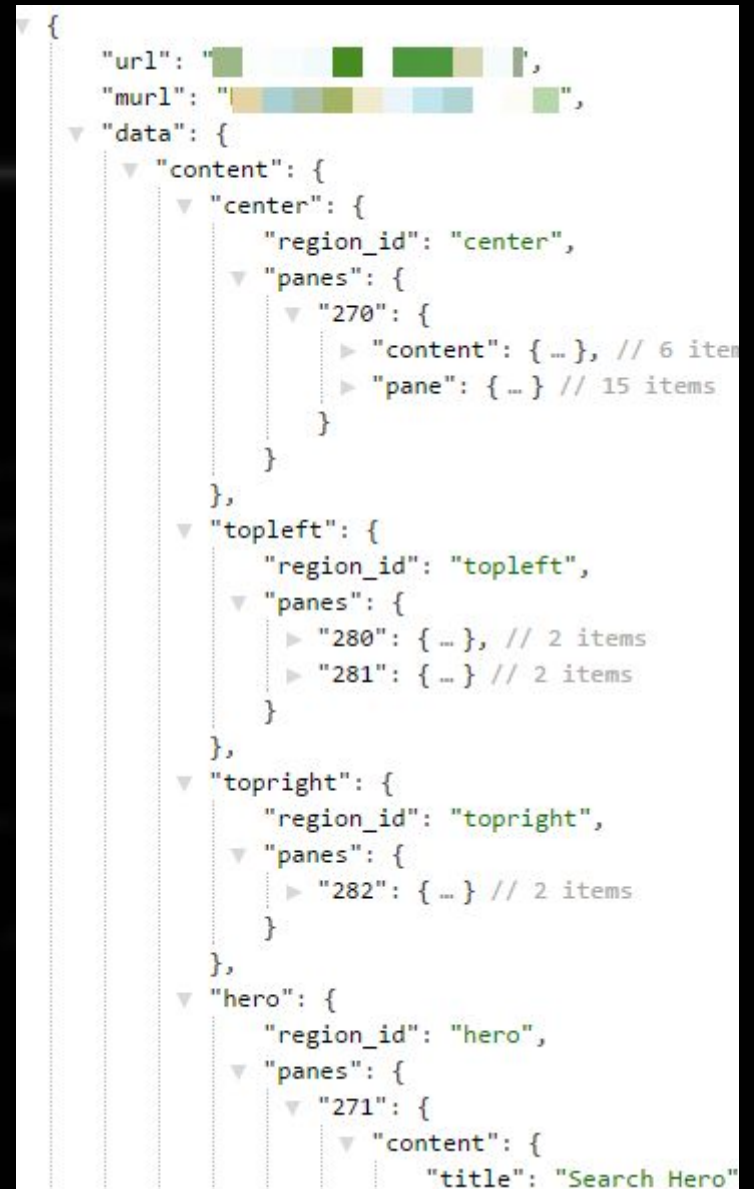 {
"url": "",
"murl": "",
"data": {
"content": {
"center": {
"region_id": "center",
"panes": {
"270": {
"content": { … }, // 6 item
"pane": { … } // 15 items
}
}
},
"topleft": {
"region_id": "topleft",
"panes": {
"280": { … }, // 2 items
"281": { … } // 2 items
}
},
"topright": {
"region_id": "topright",
"panes": {
"282": { … } // 2 items
}
},
"hero": {
"region_id": "hero",
"panes": {
"271": {
"content": {
"title": "Search Hero"